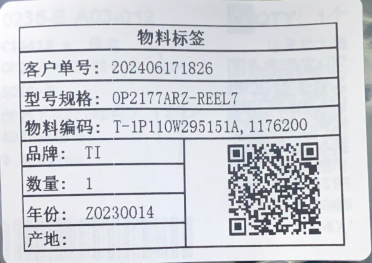 物料标签
客户单号: 202406171826
型号规格: OP2177ARZ-REEL7
物料编码: T-1P110W295151A,1176200
品牌: TI
数量: 1
年份: Z0230014
产地: